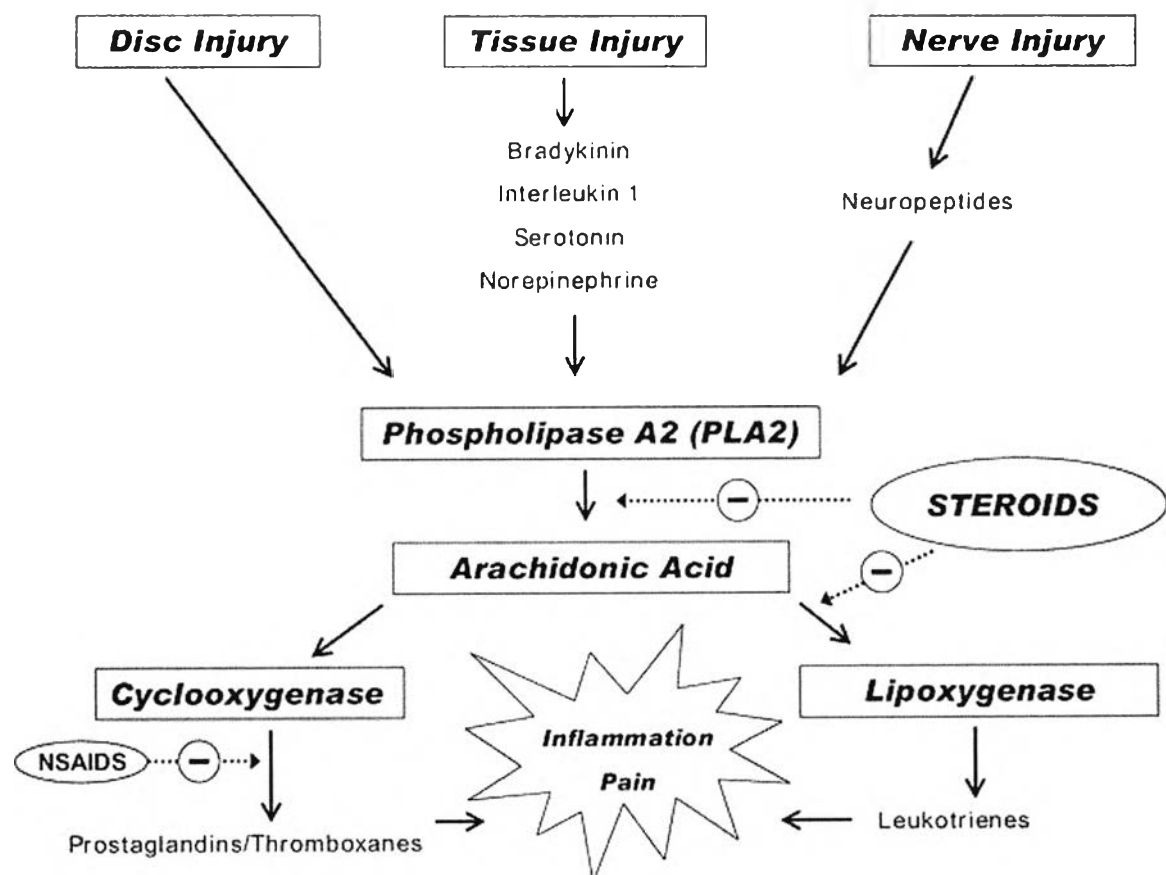 Disc Injury
Tissue Injury
Nerve Injury
Bradykinin
Interleukin 1
Serotonin
Norepinephrine
Neuropeptides
Phospholipase A2 (PLA2)
STEROIDS
Arachidonic Acid
Cyclooxygenase
Lipoxygenase
Inflammation
Pain
NSAIDS
Prostaglandins/Thromboxanes
Leukotrienes